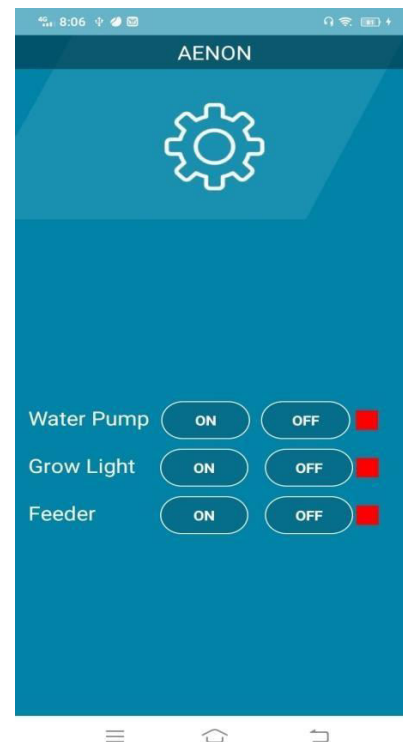 8:06
AENON
Water Pump ON OFF
Grow Light ON OFF
Feeder ON OFF